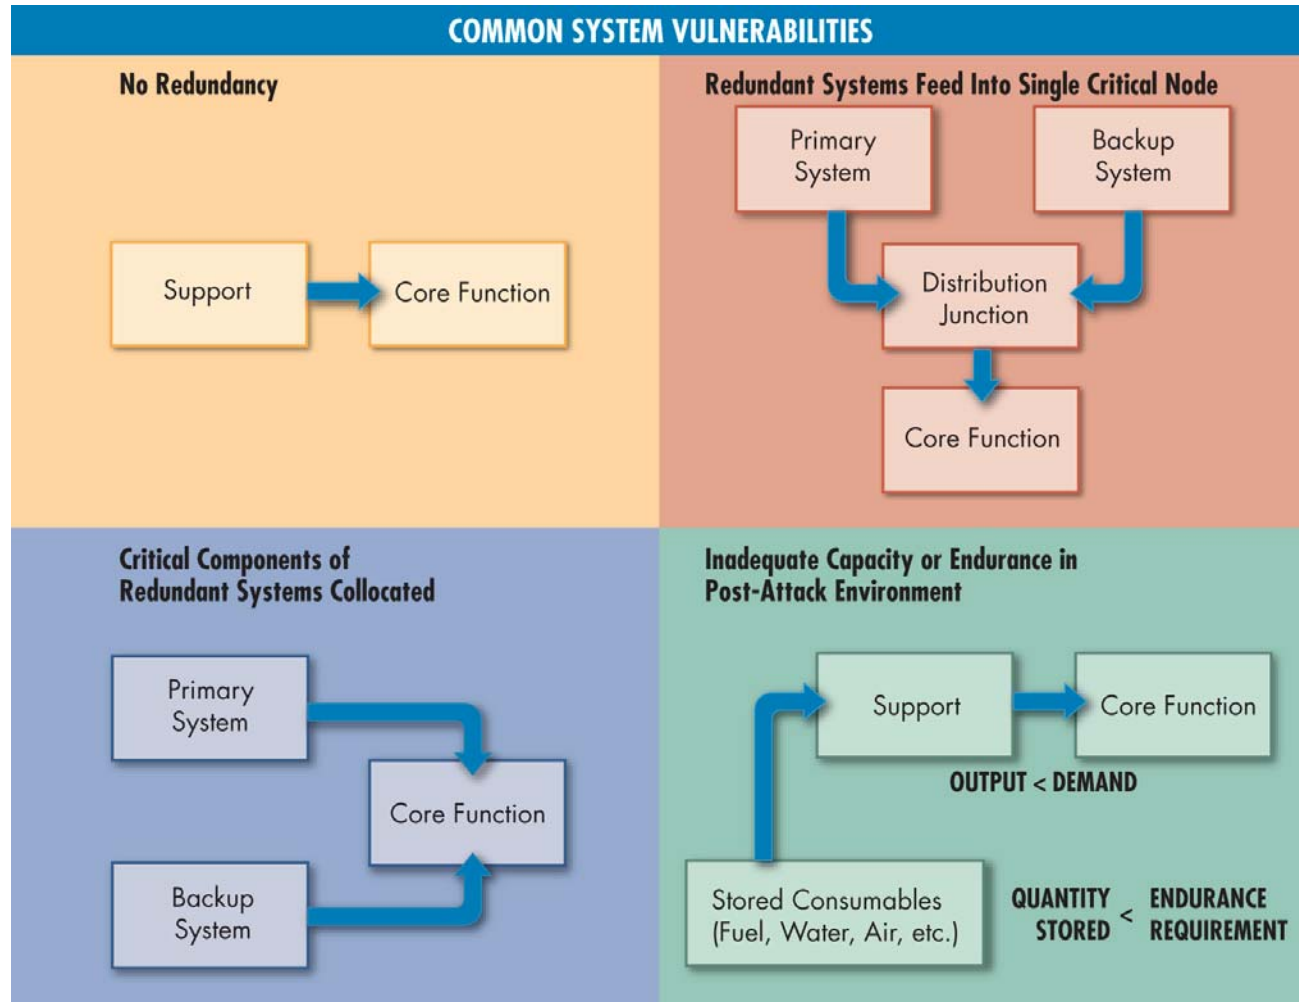 COMMON SYSTEM VULNERABILITIES
No Redundancy
Support
Core Function
Redundant Systems Feed Into Single Critical Node
Primary
System
Backup
System
Distribution
Junction
Core Function
Critical Components of
Redundant Systems Collocated
Primary
System
Core Function
Backup
System
Inadequate Capacity or Endurance in
Post-Attack Environment
Support
Core Function
OUTPUT < DEMAND
Stored Consumables
(Fuel, Water, Air, etc.)
QUANTITY
STORED
<
ENDURANCE
REQUIREMENT